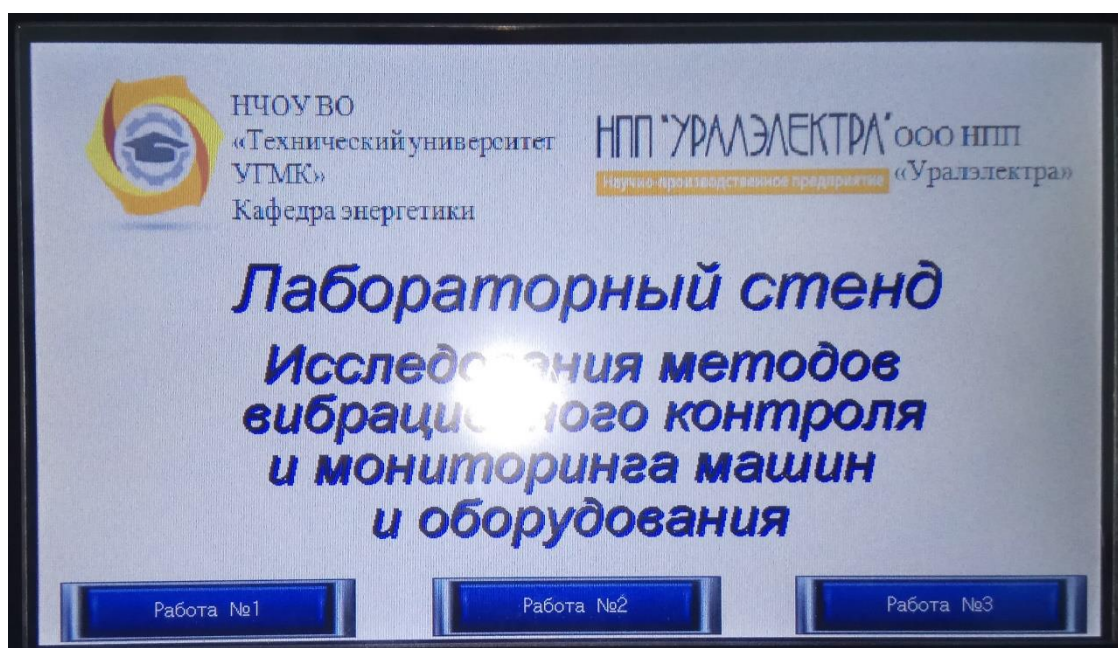 НЧОУ ВО
«Технический университет
УГМК»
Кафедра энергетики
НПП "УРАЛЭЛЕКТРА"
Научно-производственное предприятие
ООО НПП
«Уралэлектра»
Лабораторный стенд
методов
контроля
и мониторинга машин
и оборудования
Работа №1
Работа №2
Работа №3